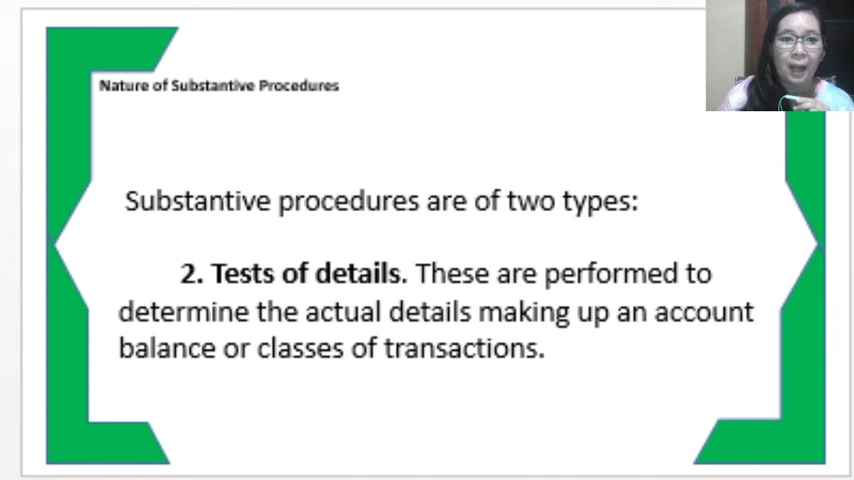 Nature of Substantive Procedures
Substantive procedures are of two types:
2. Tests of details. These are performed to
determine the actual details making up an account
balance or classes of transactions.